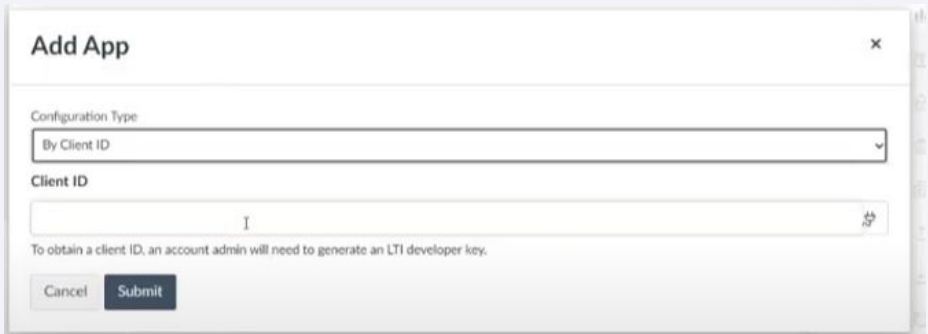 Add App
×
Configuration Type
By Client ID
Client ID
To obtain a client ID, an account admin will need to generate an LTI developer key.
Cancel
Submit